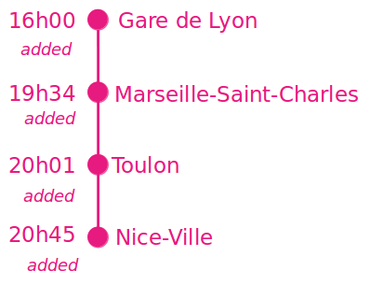 16h00 Gare de Lyon
added
19h34 Marseille-Saint-Charles
added
20h01 Toulon
added
20h45 Nice-Ville
added